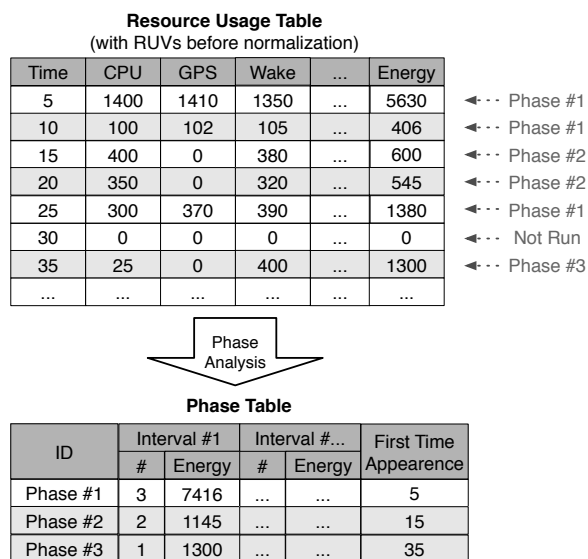 Resource Usage Table
(with RUVs before normalization)
Time CPU GPS Wake ... Energy
5 1400 1410 1350 ... 5630 Phase #1
10 100 102 105 ... 406 Phase #1
15 400 0 380 ... 600 Phase #2
20 350 0 320 ... 545 Phase #2
25 300 370 390 ... 1380 Phase #1
30 0 0 0 ... 0 Not Run
35 25 0 400 ... 1300 Phase #3
... ... ... ... ... ...
Phase
Analysis
Phase Table
ID Interval #1 Interval #... First Time
# Energy # Energy Appearence
Phase #1 3 7416 ... ... 5
Phase #2 2 1145 ... ... 15
Phase #3 1 1300 ... ... 35